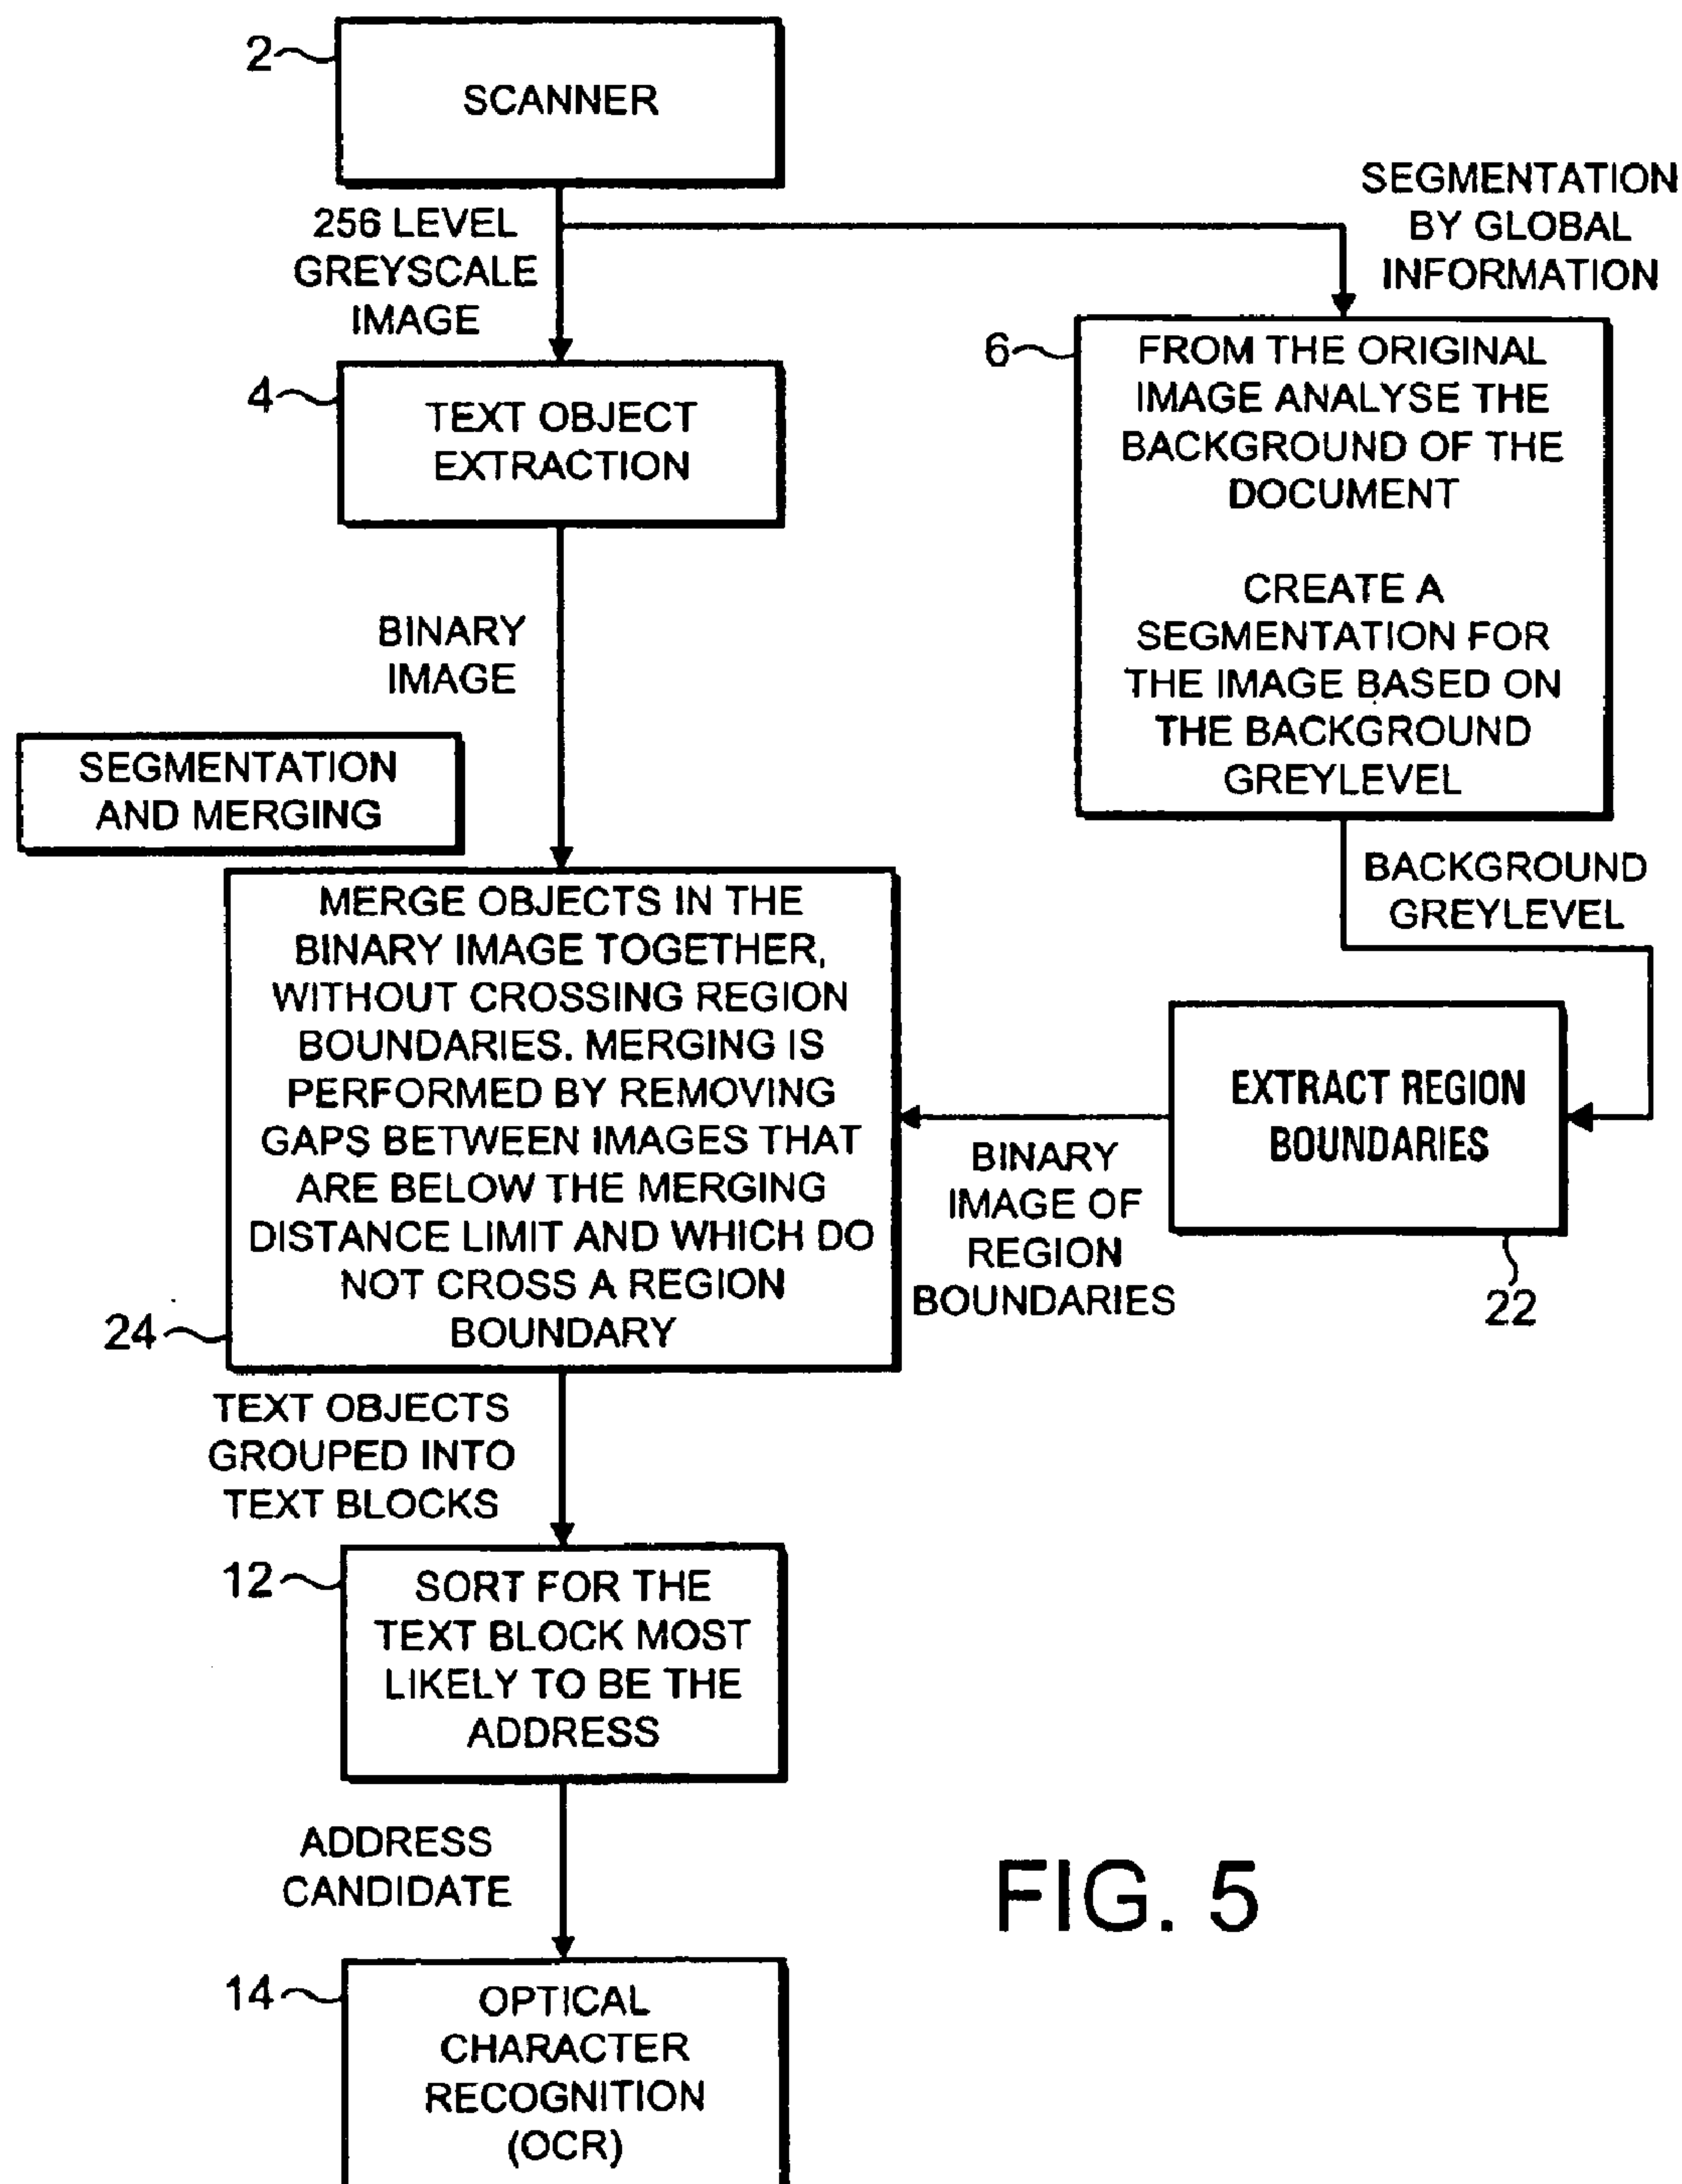 2
SCANNER
256 LEVEL
GREYSCALE
IMAGE
SEGMENTATION
BY GLOBAL
INFORMATION
4
TEXT OBJECT
EXTRACTION
6
FROM THE ORIGINAL
IMAGE ANALYSE THE
BACKGROUND OF THE
DOCUMENT
CREATE A
SEGMENTATION FOR
THE IMAGE BASED ON
THE BACKGROUND
GREYLEVEL
BINARY
IMAGE
SEGMENTATION
AND MERGING
BACKGROUND
GREYLEVEL
MERGE OBJECTS IN THE
BINARY IMAGE TOGETHER,
WITHOUT CROSSING REGION
BOUNDARIES. MERGING IS
PERFORMED BY REMOVING
GAPS BETWEEN IMAGES THAT
ARE BELOW THE MERGING
DISTANCE LIMIT AND WHICH DO
NOT CROSS A REGION
BOUNDARY
24
EXTRACT REGION
BOUNDARIES
22
BINARY
IMAGE OF
REGION
BOUNDARIES
TEXT OBJECTS
GROUPED INTO
TEXT BLOCKS
12
SORT FOR THE
TEXT BLOCK MOST
LIKELY TO BE THE
ADDRESS
ADDRESS
CANDIDATE
FIG. 5
14
OPTICAL
CHARACTER
RECOGNITION
(OCR)